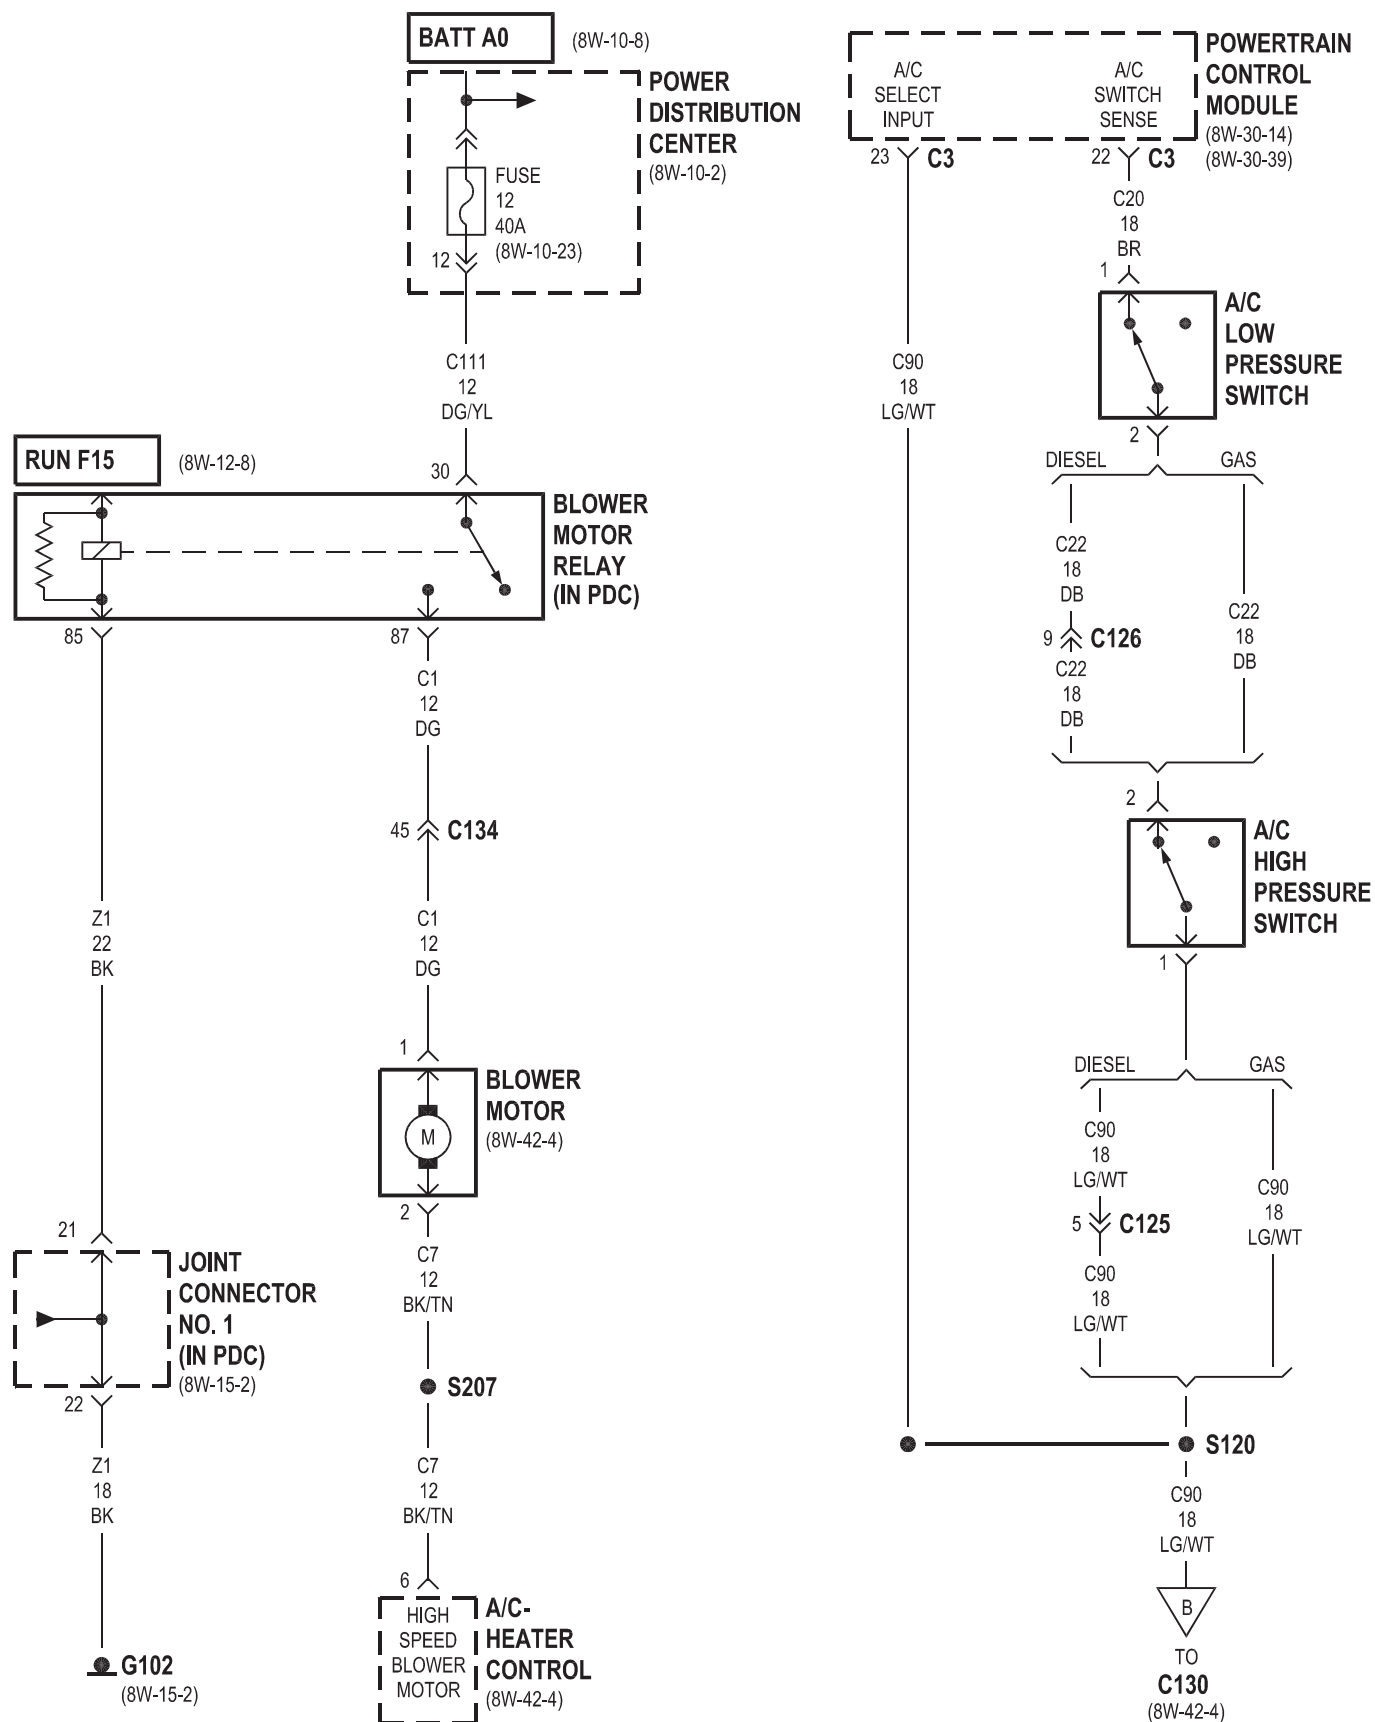 BATT A0
(8W-10-8)
POWER
DISTRIBUTION
CENTER
(8W-10-2)
FUSE
12
40A
(8W-10-23)
12
C111
12
DG/YL
RUN F15
(8W-12-8)
30
BLOWER
MOTOR
RELAY
(IN PDC)
85
87
C1
12
DG
45
C134
Z1
22
BK
C1
12
DG
1
BLOWER
MOTOR
(8W-42-4)
M
2
21
JOINT
CONNECTOR
NO. 1
(IN PDC)
(8W-15-2)
22
C7
12
BK/TN
S207
Z1
18
BK
C7
12
BK/TN
6
HIGH
SPEED
BLOWER
MOTOR
A/C-
HEATER
CONTROL
(8W-42-4)
G102
(8W-15-2)
A/C
SELECT
INPUT
A/C
SWITCH
SENSE
POWERTRAIN
CONTROL
MODULE
(8W-30-14)
(8W-30-39)
23
C3
22
C3
C20
18
BR
1
A/C
LOW
PRESSURE
SWITCH
C90
18
LG/WT
2
DIESEL
GAS
C22
18
DB
9
C126
C22
18
DB
C22
18
DB
2
A/C
HIGH
PRESSURE
SWITCH
1
DIESEL
GAS
C90
18
LG/WT
5
C125
C90
18
LG/WT
C90
18
LG/WT
S120
C90
18
LG/WT
B
TO
C130
(8W-42-4)